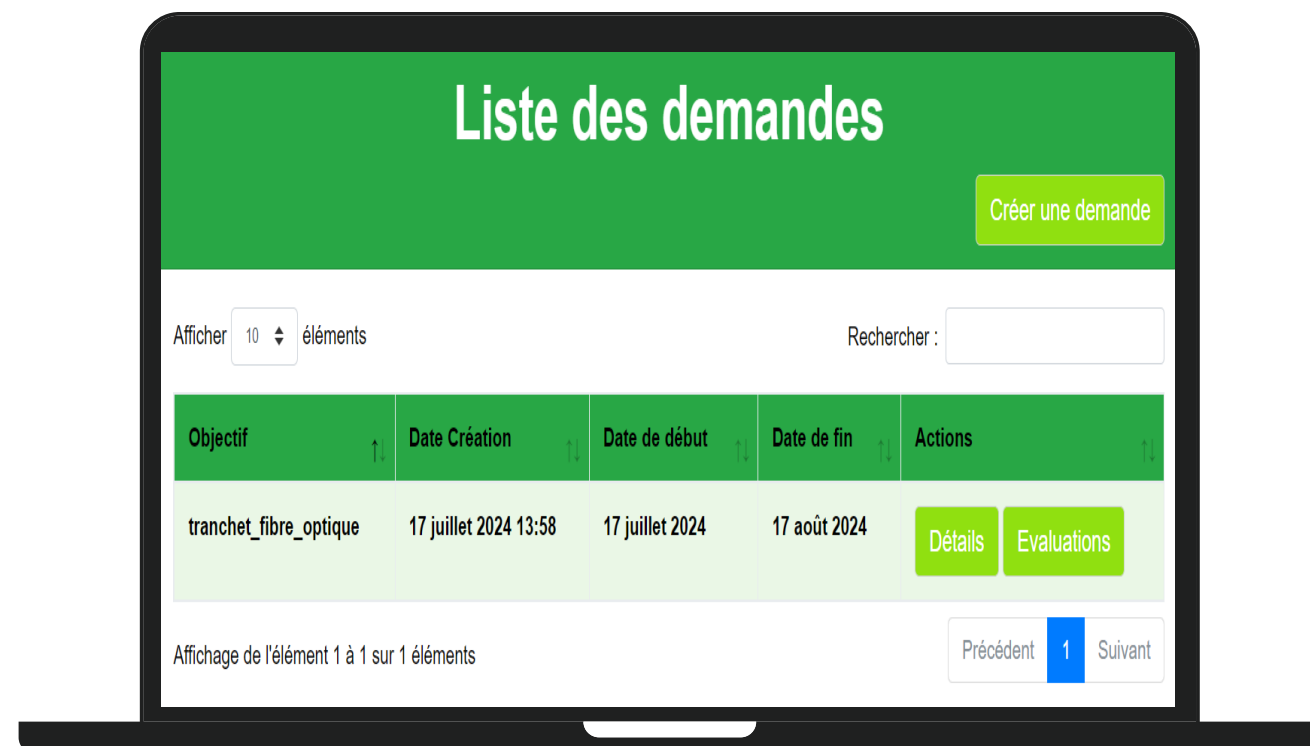 Liste des demandes
Créer une demande
Afficher 10 éléments Rechercher :
Objectif Date Création Date de début Date de fin Actions
tranchet_fibre_optique 17 juillet 2024 13:58 17 juillet 2024 17 août 2024 Détails Evaluations
Affichage de l'élément 1 à 1 sur 1 éléments Précédent 1 Suivant